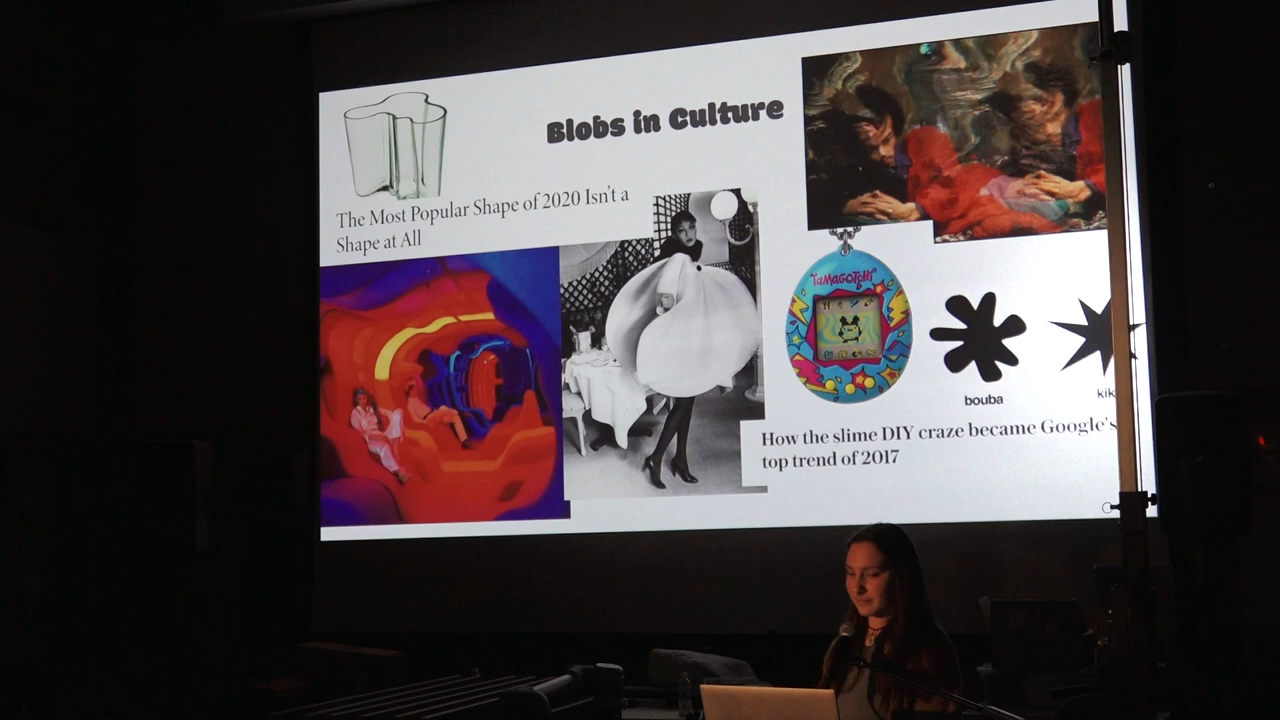 Blobs in Culture
The Most Popular Shape of 2020 Isn't a
Shape at All
TaMaGoTcHi
bouba
kik
How the slime DIY craze became Google's
top trend of 2017